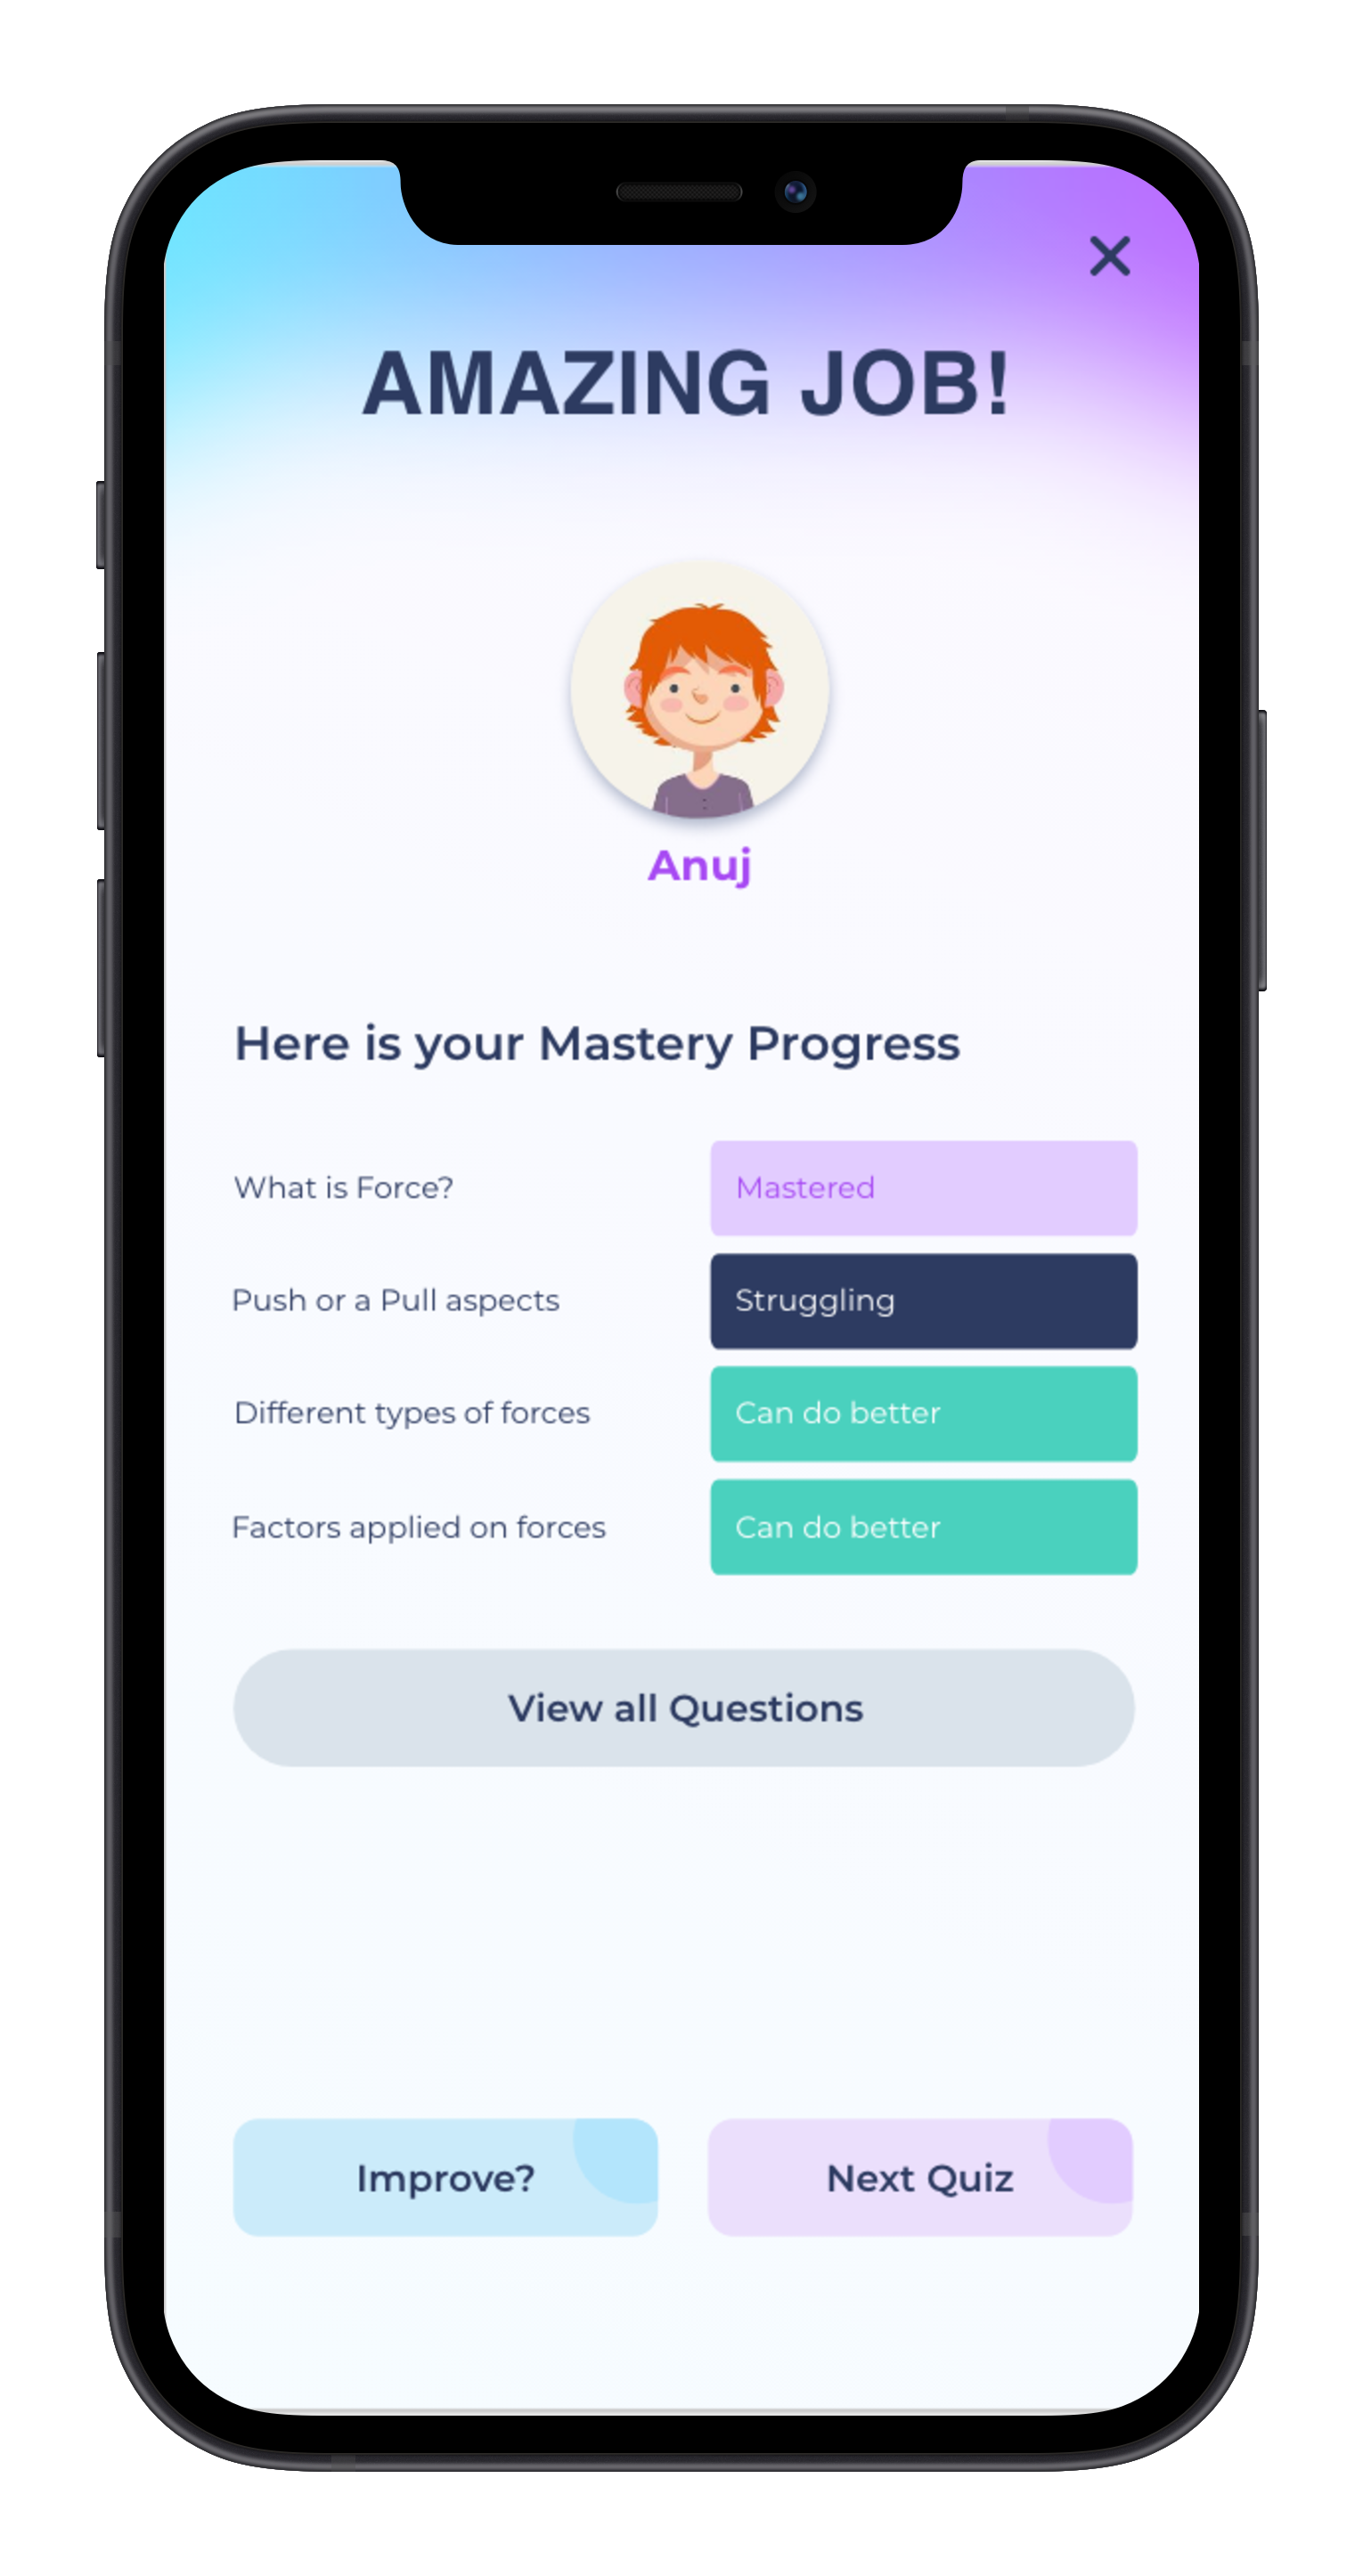 AMAZING JOB!
Anuj
Here is your Mastery Progress
What is Force?
Mastered
Push or a Pull aspects
Struggling
Different types of forces
Can do better
Factors applied on forces
Can do better
View all Questions
Improve?
Next Quiz